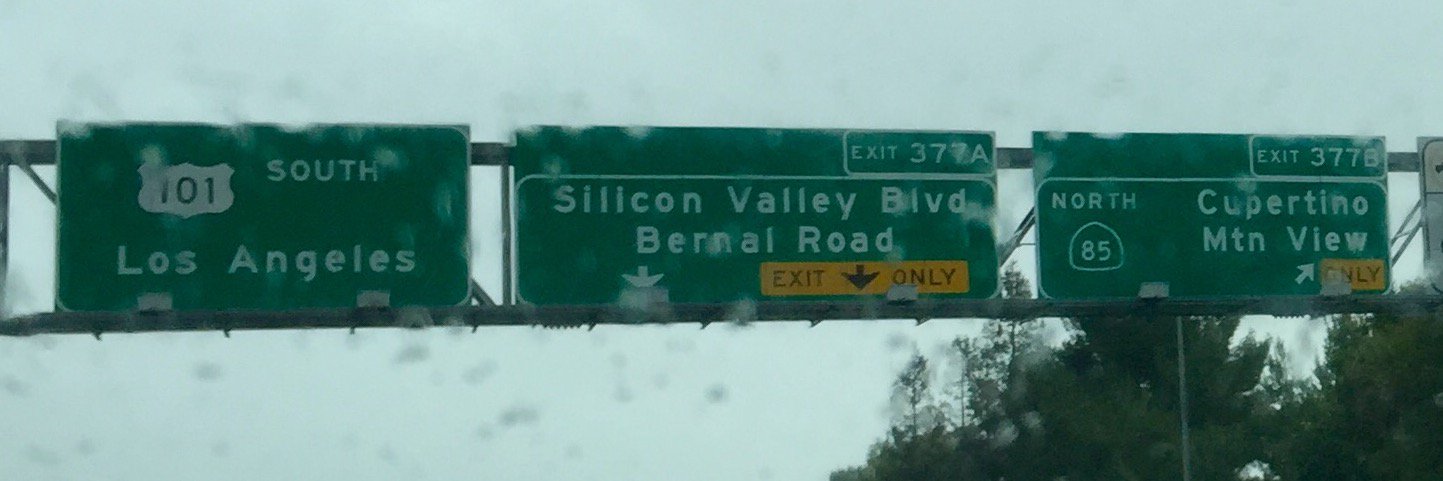 101 SOUTH
Los Angeles
EXIT 377A
Silicon Valley Blvd
Bernal Road
EXIT ONLY
EXIT 377B
NORTH Cupertino
85 Mtn View
ONLY